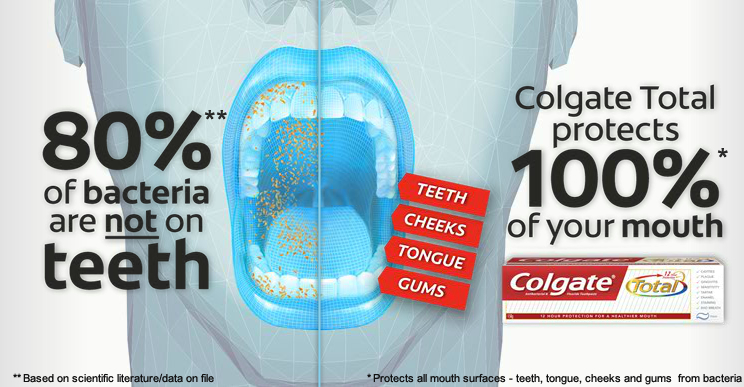 80%**
of bacteria
are not on
teeth
TEETH
CHEEKS
TONGUE
GUMS
Colgate Total
protects
100%*
of your mouth
Colgate
Colgate®
Total
12
12 HOUR PROTECTION FOR A HEALTHIER MOUTH
** Based on scientific literature/data on file
* Protects all mouth surfaces - teeth, tongue, cheeks and gums from bacteria